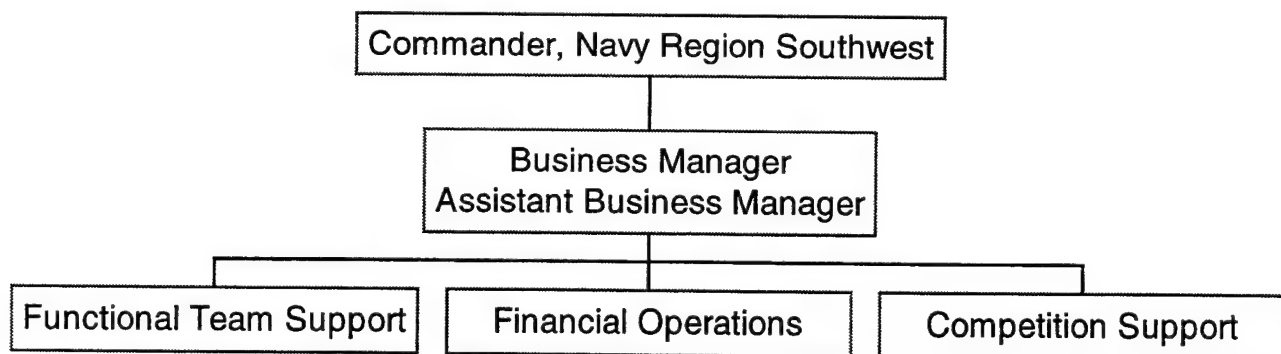 Commander, Navy Region Southwest
Business Manager
Assistant Business Manager
Functional Team Support
Financial Operations
Competition Support